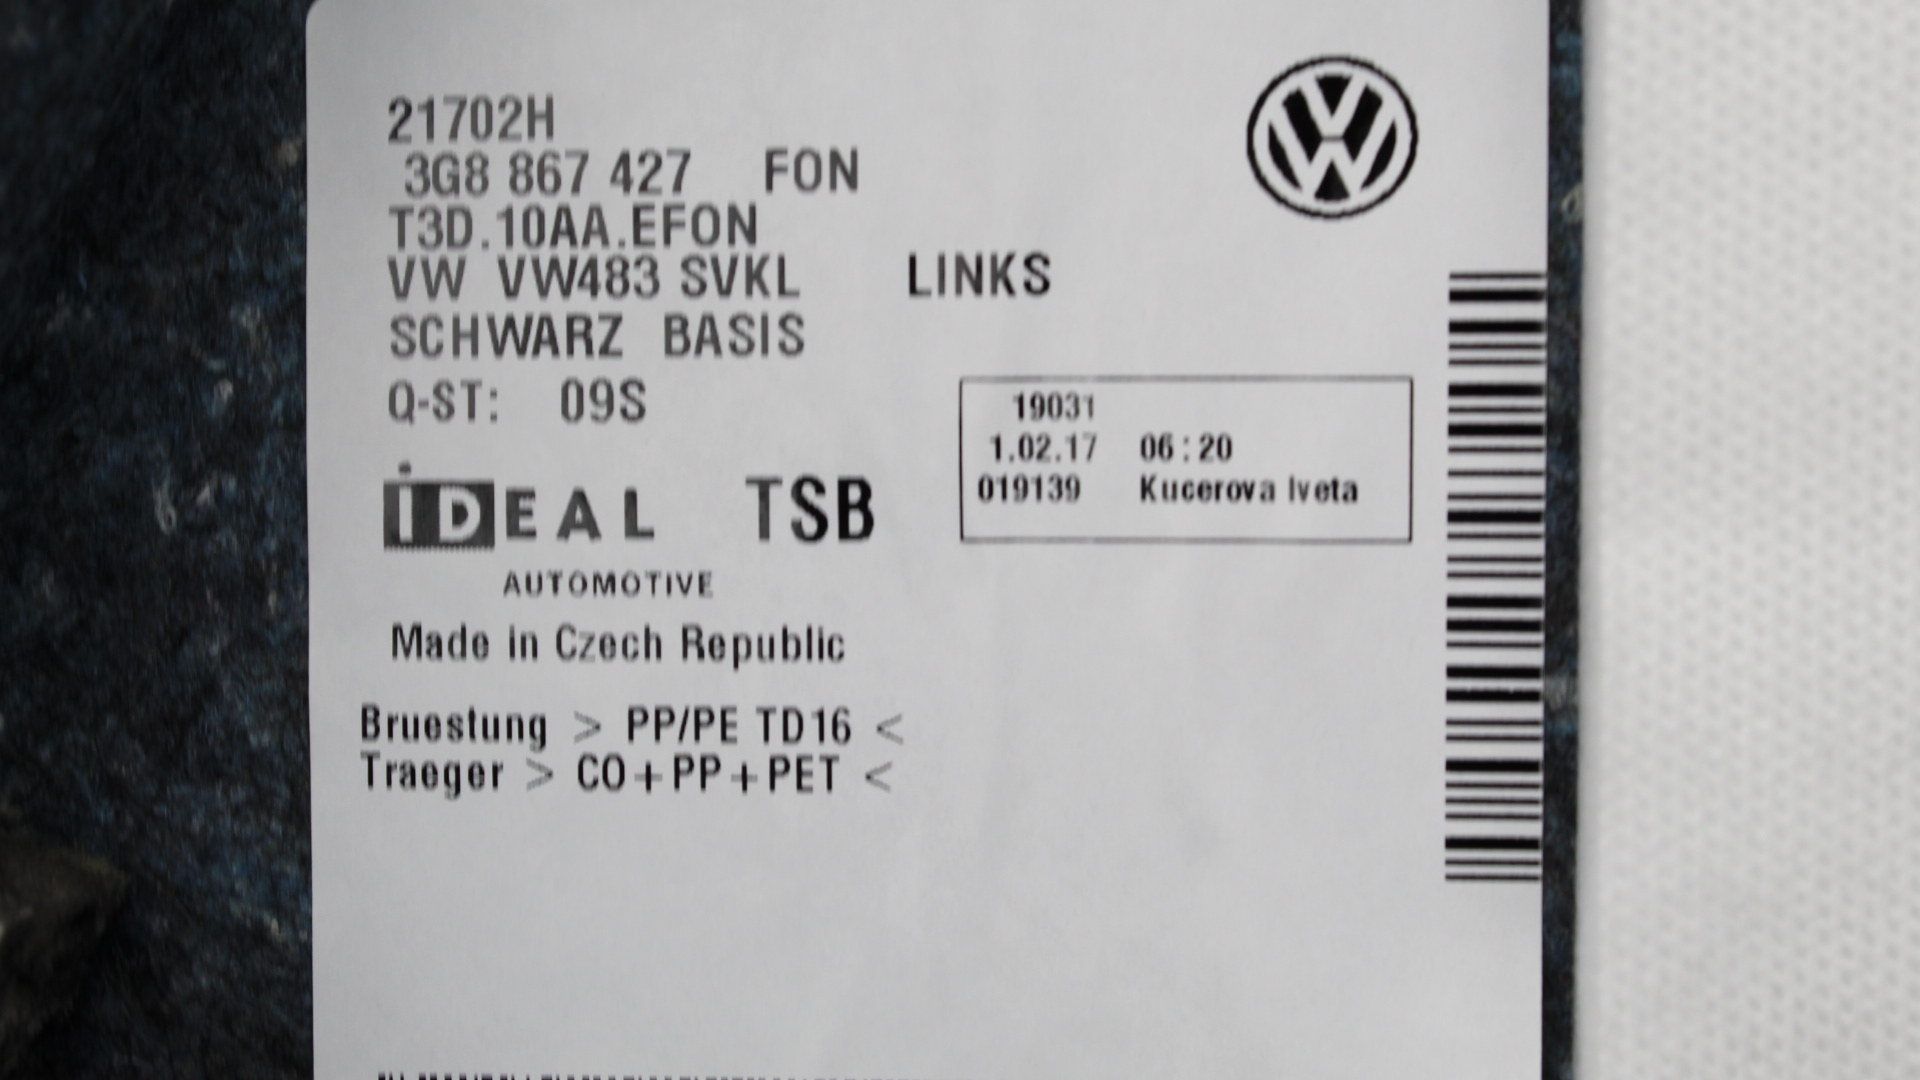 21702H
3G8 867 427 FON
T3D.10AA.EFON
VW VW483 SVKL LINKS
SCHWARZ BASIS
Q-ST: 09S
19031
1.02.17 06:20
019139 Kucerova Iveta
IDEAL TSB
AUTOMOTIVE
Made in Czech Republic
Bruestung > PP/PE TD16 <
Traeger > CO+PP+PET <